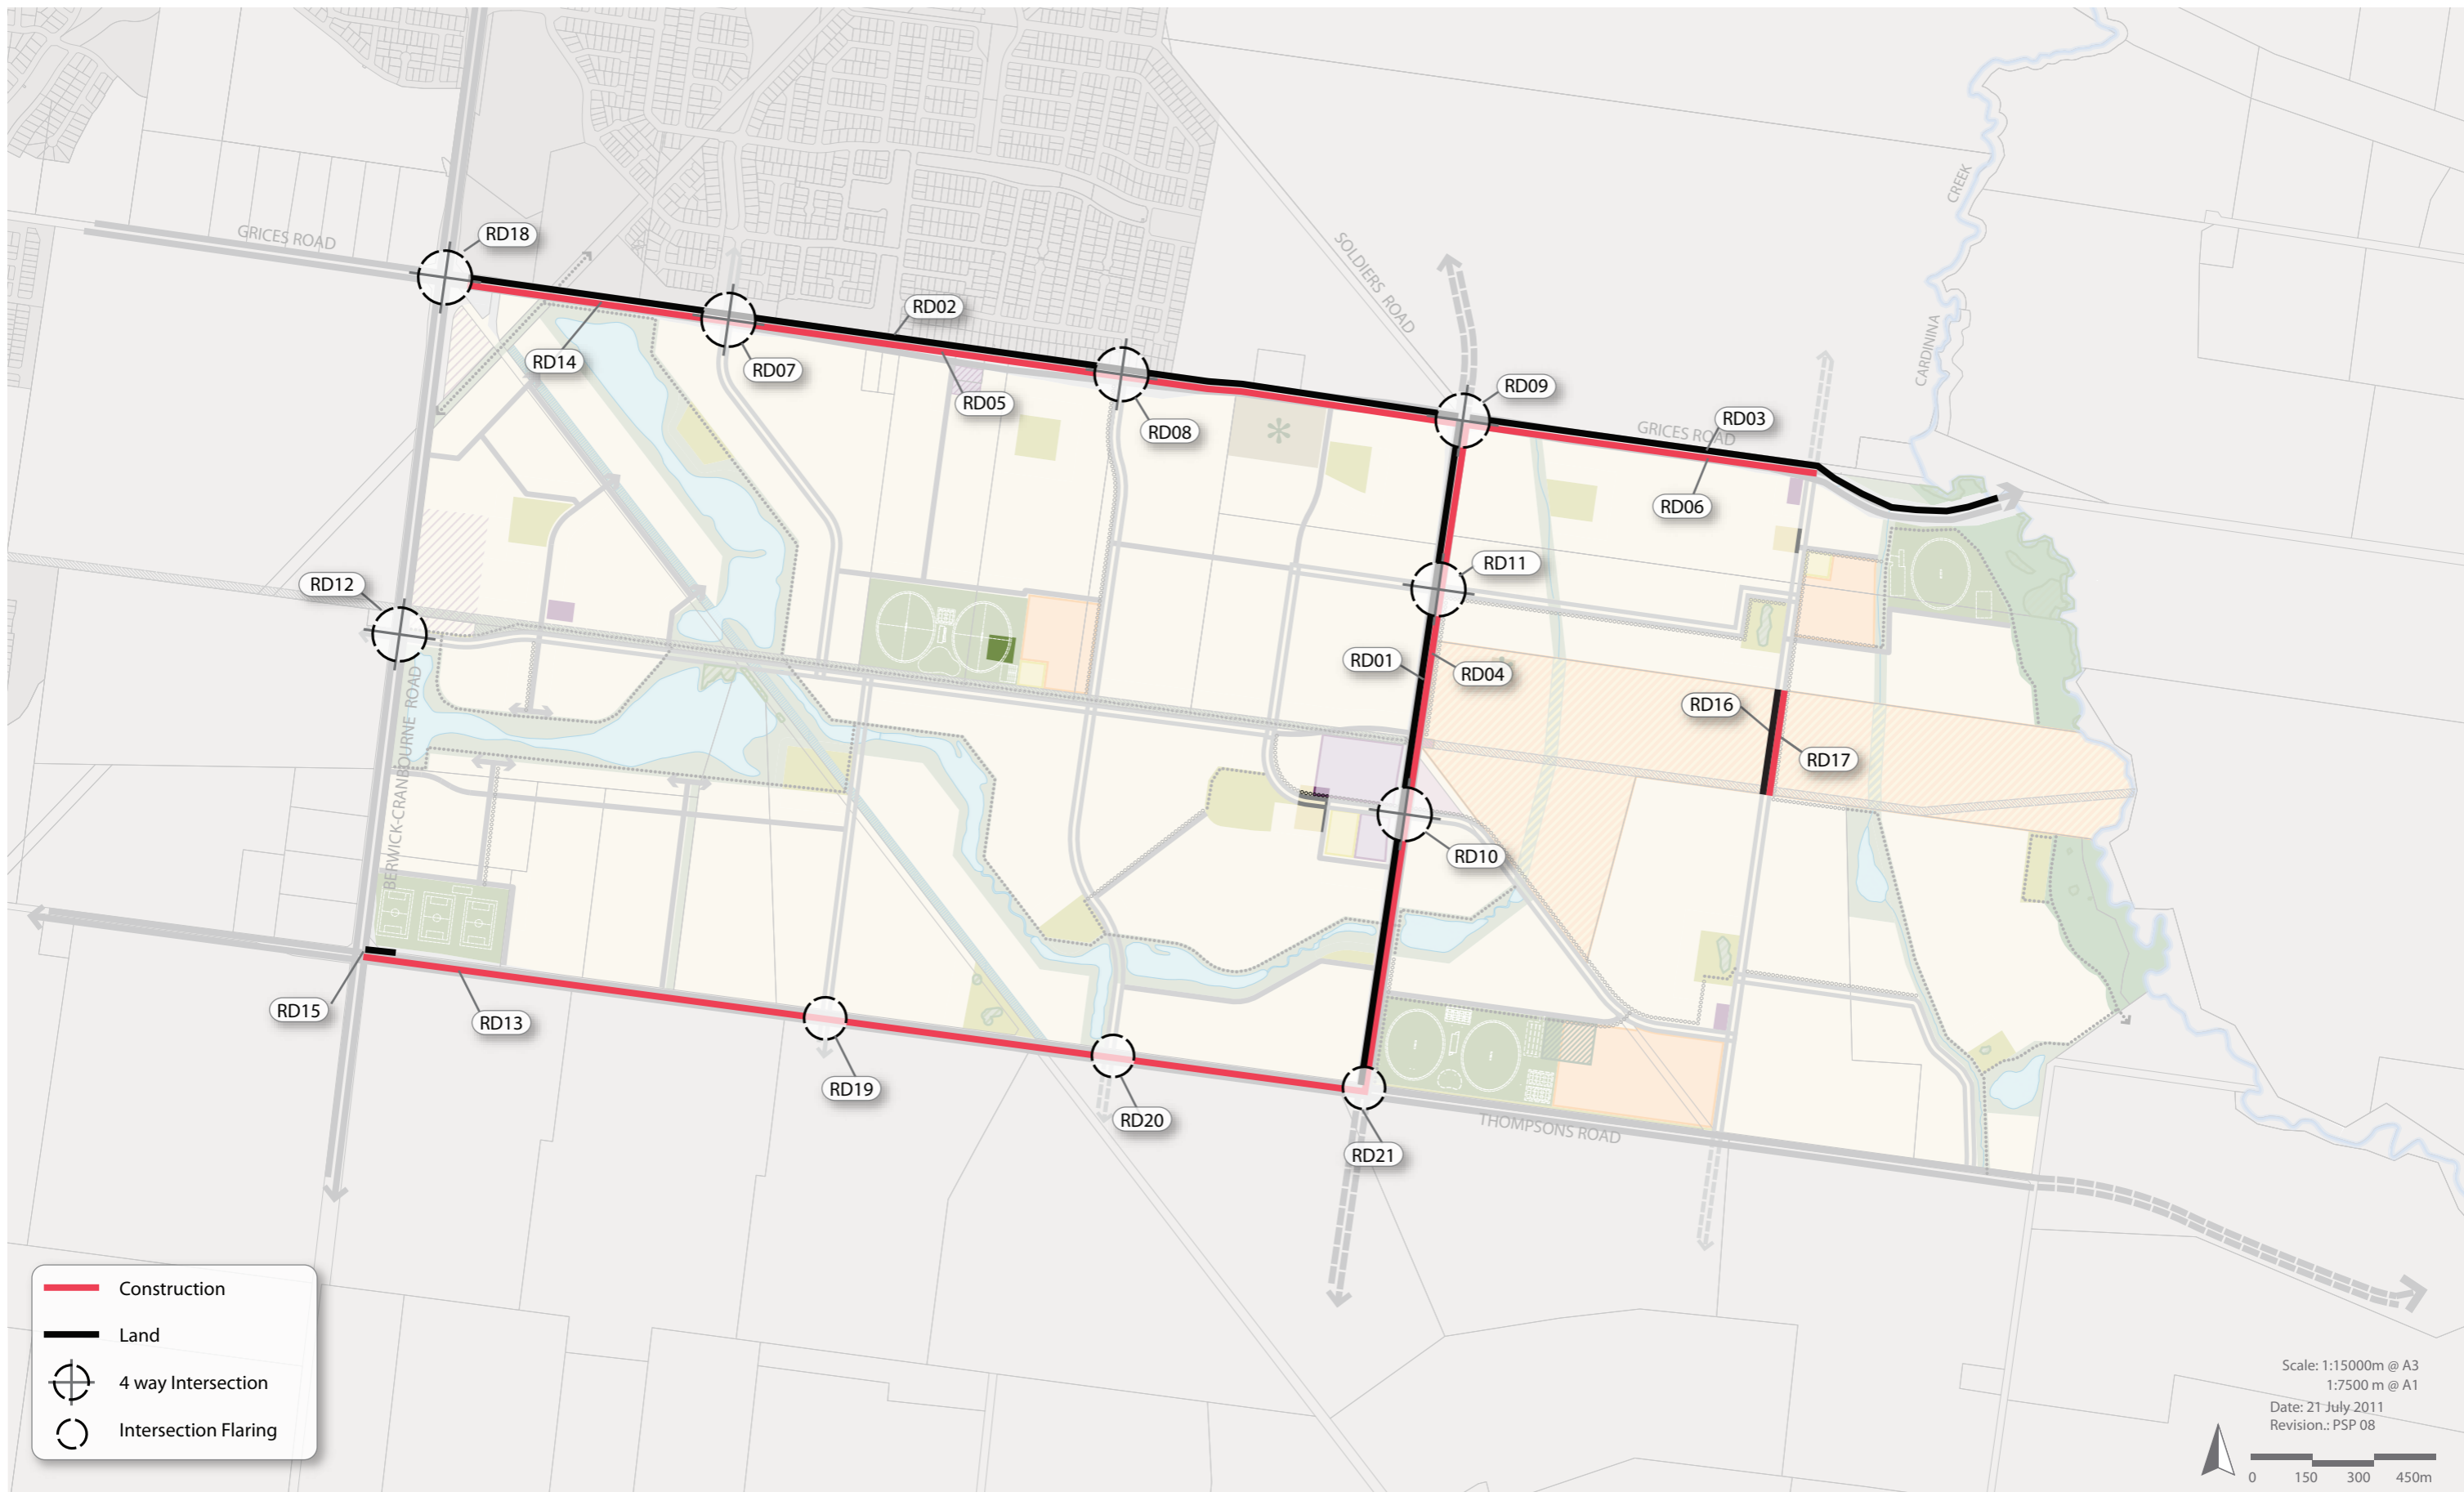 GRICES ROAD
RD18
RD02
RD14
RD07
RD05
RD08
SOLDIERS ROAD
RD09
GRICES ROAD
RD03
RD06
CARDININA
CREEK
RD12
RD11
RD01
RD04
RD16
RD17
RD10
BERWICK-CRANBOURNE ROAD
RD15
RD13
RD19
RD20
RD21
THOMPSONS ROAD
Construction
Land
4 way Intersection
Intersection Flaring
Scale: 1:15000m @ A3
1:7500 m @ A1
Date: 21 July 2011
Revision.: PSP 08
0 150 300 450m